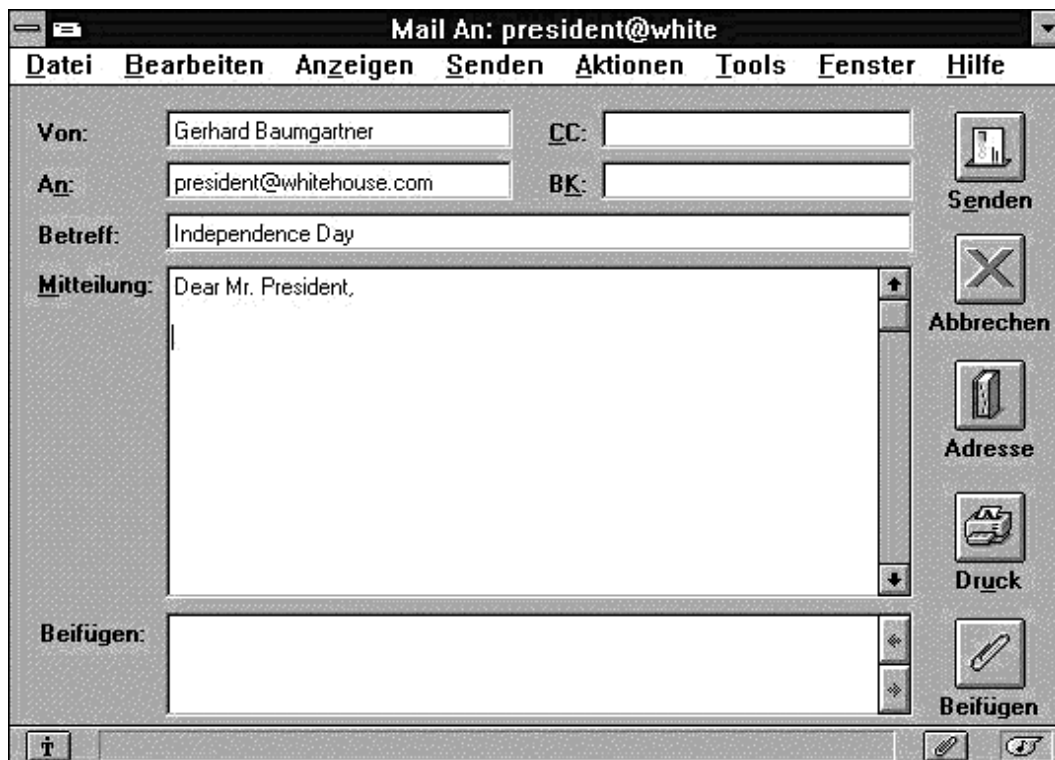 Mail An: president@white
Datei Bearbeiten Anzeigen Senden Aktionen Tools Fenster Hilfe
Von: Gerhard Baumgartner CC:
An: president@whitehouse.com BK:
Senden
Betreff: Independence Day
Mitteilung: Dear Mr. President,
Abbrechen
Adresse
Druck
Beifügen:
Beifügen